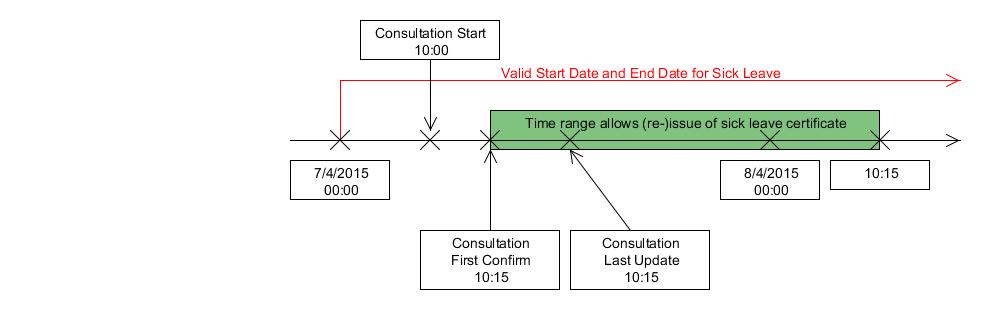 Consultation Start
10:00
Valid Start Date and End Date for Sick Leave
Time range allows (re-)issue of sick leave certificate
7/4/2015
00:00
8/4/2015
00:00
10:15
Consultation
First Confirm
10:15
Consultation
Last Update
10:15